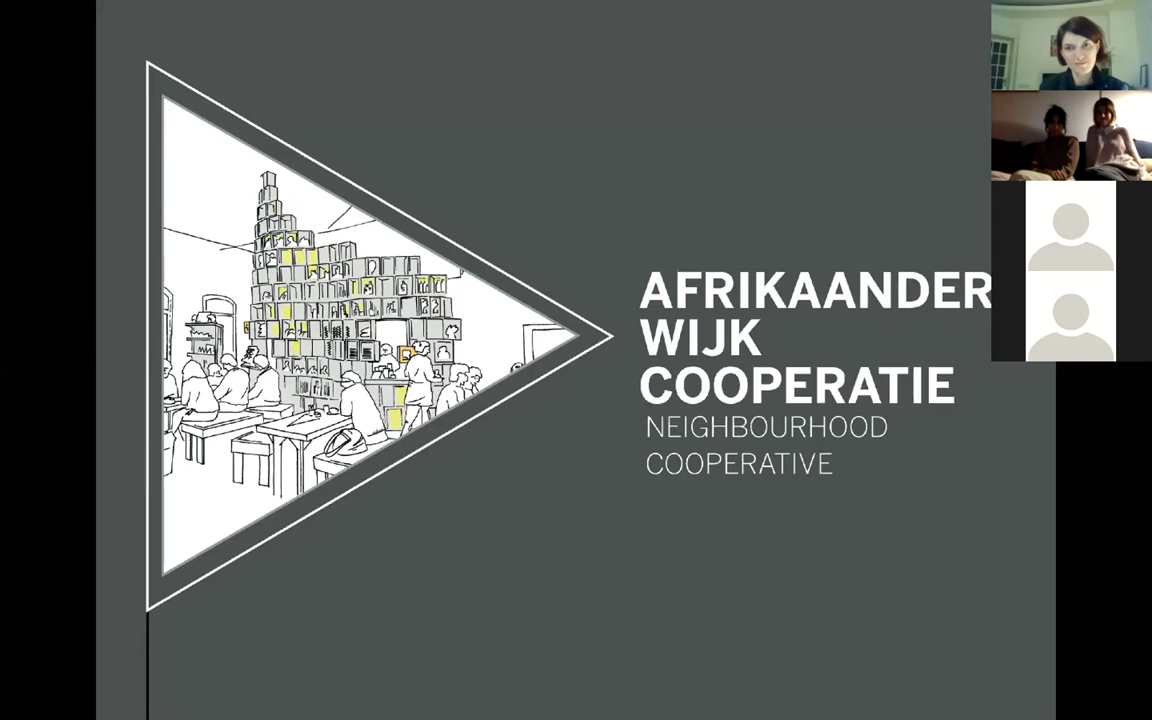 AFRIKAANDER
WIJK
COOPERATIE
NEIGHBOURHOOD
COOPERATIVE